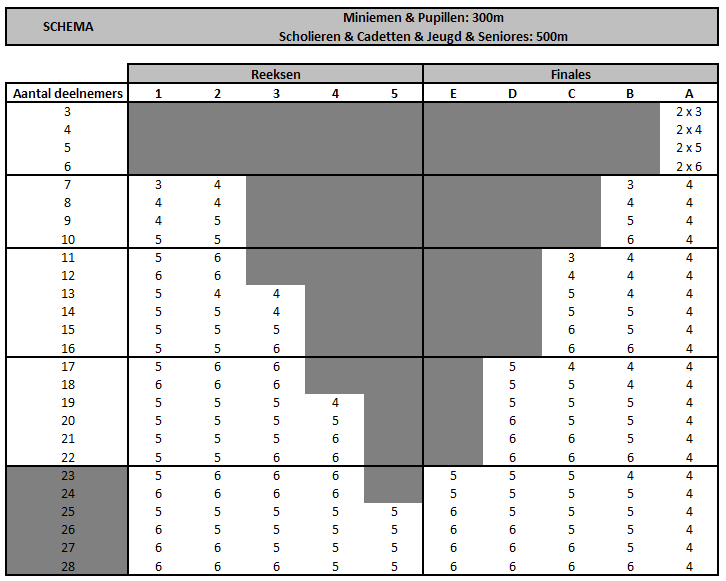 Miniemen & Pupillen: 300m
SCHEMA
Scholieren & Cadetten & Jeugd & Seniores: 500m
Reeksen Finales
Aantal deelnemers 1 2 3 4 5 E D C B A
3 2 x 3
4 2 x 4
5 2 x 5
6 2 x 6
7 3 4 3 4
8 4 4 4 4
9 4 5 5 4
10 5 5 6 4
11 5 6 3 4 4
12 6 6 4 4 4
13 5 4 4 5 4 4
14 5 5 4 5 5 4
15 5 5 5 6 5 4
16 5 5 6 6 6 4
17 5 6 6 5 4 4 4
18 6 6 6 5 5 4 4
19 5 5 5 4 5 5 5 4
20 5 5 5 5 6 5 5 4
21 5 5 5 6 6 6 5 4
22 5 5 6 6 6 6 6 4
23 5 6 6 6 5 5 5 4 4
24 6 6 6 6 5 5 5 5 4
25 5 5 5 5 5 6 5 5 5 4
26 6 5 5 5 5 6 6 5 5 4
27 6 6 5 5 5 6 6 6 5 4
28 6 6 6 5 5 6 6 6 6 4